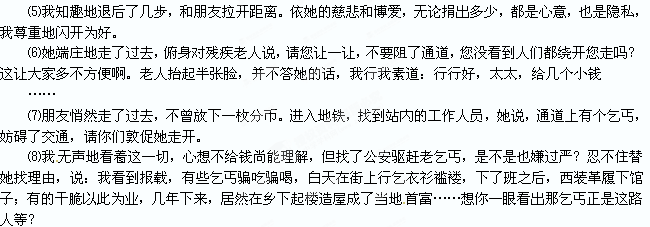 (5)我知趣地退后了几步，和朋友拉开距离。依她的慈悲和博爱，无论捐出多少，都是心意，也是隐私，
我尊重地闪开为好。
(6)她端庄地走了过去，俯身对残疾老人说，请您让一让，不要阻了通道，您没看到人们都绕开您走吗？
这让大家多不方便啊。老人抬起半张脸，并不答她的话，我行我素道：行行好，太太，给几个小钱
……
(7)朋友悄然走了过去，不曾放下一枚分币。进入地铁，找到站内的工作人员，她说，通道上有个乞丐，
妨碍了交通，请你们敦促她走开。
(8)我无声地看着这一切，心想不给钱尚能理解，但找了公安驱赶老乞丐，是不是也嫌过严？忍不住替
她找理由，说：我看到报载，有些乞丐骗吃骗喝，白天在街上行乞衣衫褴褛，下了班之后，西装革履下馆
子；有的干脆以此为业，几年下来，居然在乡下起楼造屋成了当地首富……想你一眼看出那乞丐正是这路
人等？